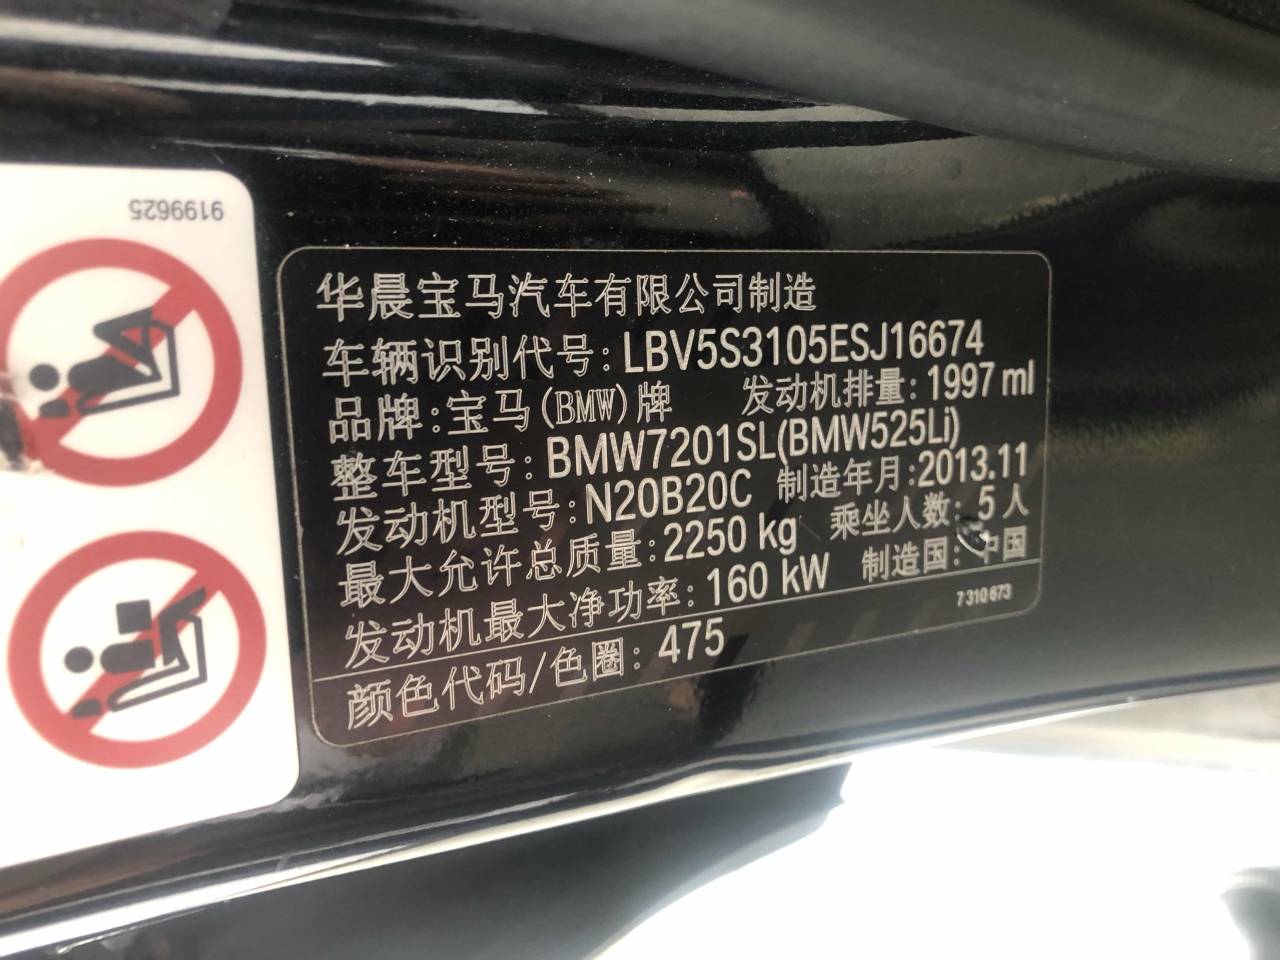 9199625
华晨宝马汽车有限公司制造
车辆识别代号: LBV5S3105ESJ16674
品牌:宝马(BMW)牌 发动机排量: 1997 ml
整车型号: BMW7201SL(BMW525Li)
发动机型号: N20B20C 制造年月:2013.11
最大允许总质量: 2250 kg 乘坐人数: 5 人
发动机最大净功率: 160 kW 制造国: 中国
颜色代码/色圈: 475 7 310 673